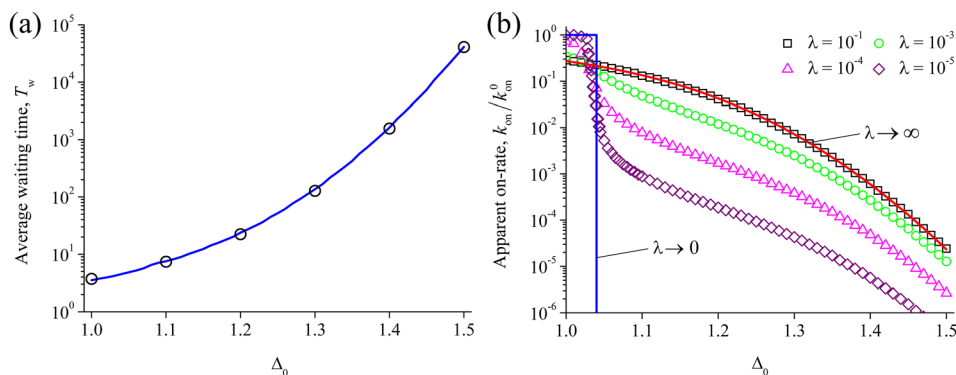 (a)
Average waiting time, T_w
10^5
10^4
10^3
10^2
10^1
10^0
1.0 1.1 1.2 1.3 1.4 1.5
Δ_0
(b)
Apparent on-rate, k_on/k_on^0
10^0
10^-1
10^-2
10^-3
10^-4
10^-5
10^-6
λ = 10^-1 λ = 10^-3
λ = 10^-4 λ = 10^-5
λ→∞
λ→0
1.0 1.1 1.2 1.3 1.4 1.5
Δ_0